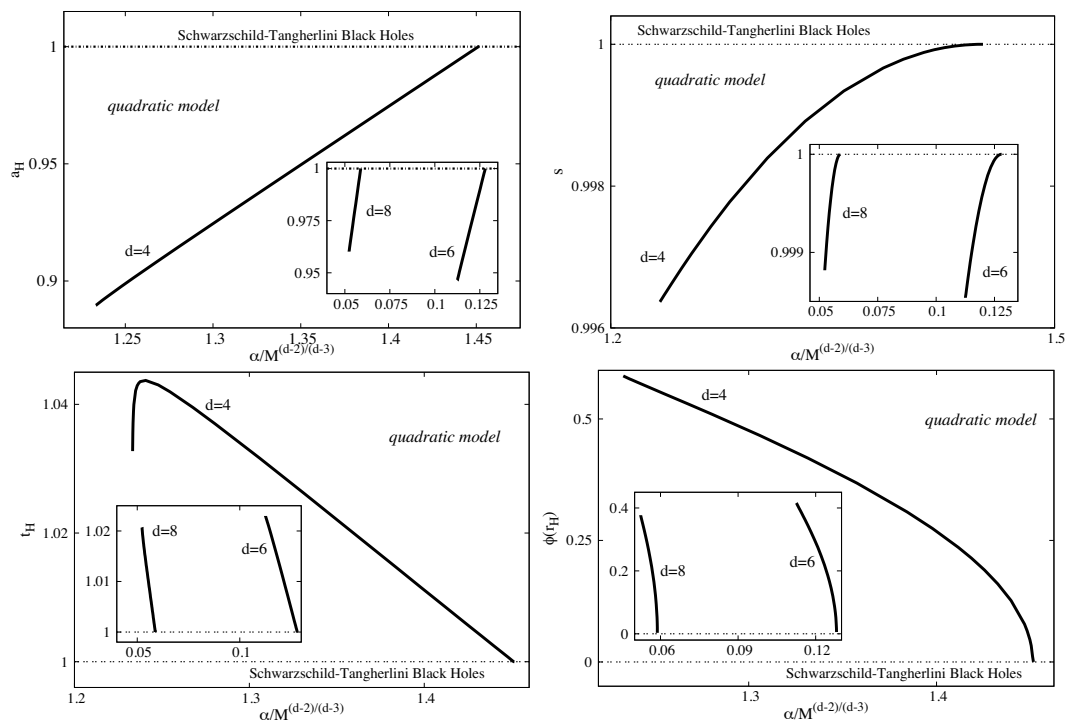 Schwarzschild-Tangherlini Black Holes
quadratic model
a_H
1
0.95
0.9
d=4
1
0.975
0.95
d=8
d=6
0.05 0.075 0.1 0.125
1.25 1.3 1.35 1.4 1.45
α/M^(d-2)/(d-3)
Schwarzschild-Tangherlini Black Holes
quadratic model
s
1
0.998
0.996
d=4
1
0.999
d=8
d=6
0.05 0.075 0.1 0.125
1.2 1.5
α/M^(d-2)/(d-3)
t_H
1.04
1.02
1
d=4
quadratic model
1.02
1.01
1
d=8
d=6
0.05 0.1
Schwarzschild-Tangherlini Black Holes
1.2 1.3 1.4
α/M^(d-2)/(d-3)
ϕ(r_H)
0.5
0.25
0
d=4
quadratic model
0.4
0.2
0
d=8
d=6
0.06 0.09 0.12
Schwarzschild-Tangherlini Black Holes
1.3 1.4
α/M^(d-2)/(d-3)